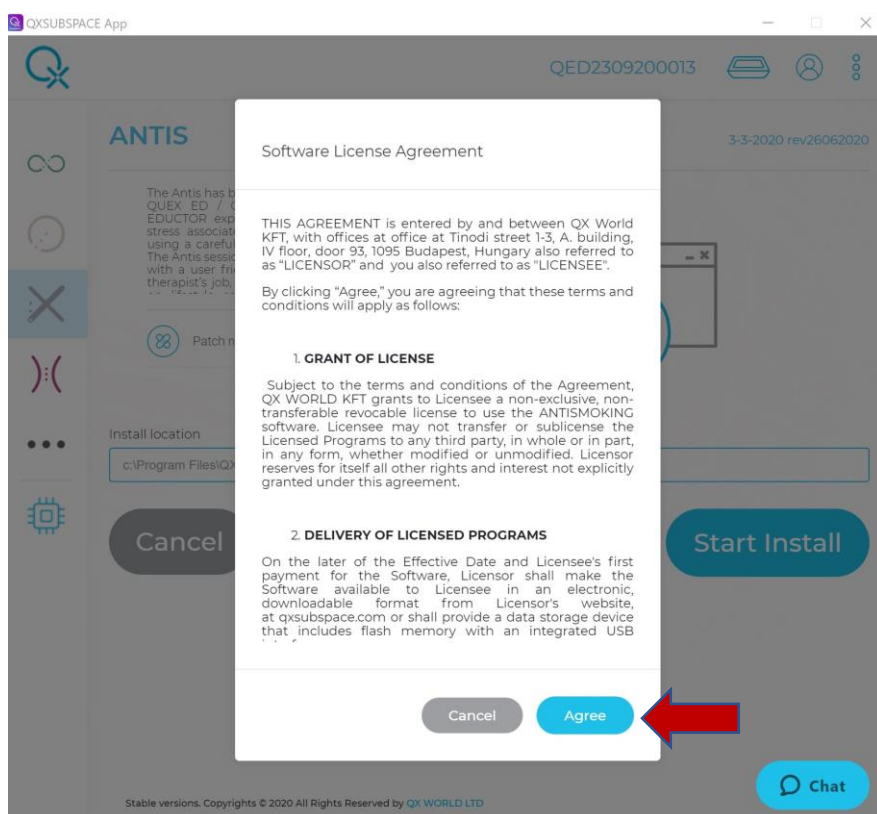 QXSUBSPACE App
QED2309200013
ANTIS
3-3-2020 rev26062020
The Antis has b
QUEX ED /
EDUCTOR exp
stress associat
using a careful
The Antis sessio
with a user frie
therapist's job,
Patch n
Install location
c:\Program Files\QX
Cancel
Start Install
Software License Agreement
THIS AGREEMENT is entered by and between QX World
KFT, with offices at office at Tinodi street 1-3, A. building,
IV floor, door 93, 1095 Budapest, Hungary also referred to
as "LICENSOR" and you also referred to as "LICENSEE".
By clicking "Agree," you are agreeing that these terms and
conditions will apply as follows:
1. GRANT OF LICENSE
Subject to the terms and conditions of the Agreement,
QX WORLD KFT grants to Licensee a non-exclusive, non-
transferable revocable license to use the ANTISMOKING
software. Licensee may not transfer or sublicense the
Licensed Programs to any third party, in whole or in part,
in any form, whether modified or unmodified. Licensor
reserves for itself all other rights and interest not explicitly
granted under this agreement.
2. DELIVERY OF LICENSED PROGRAMS
On the later of the Effective Date and Licensee's first
payment for the Software, Licensor shall make the
Software available to Licensee in an electronic,
downloadable format from Licensor's website,
at qxsubspace.com or shall provide a data storage device
that includes flash memory with an integrated USB
Cancel
Agree
Chat
Stable versions. Copyrights © 2020 All Rights Reserved by QX WORLD LTD